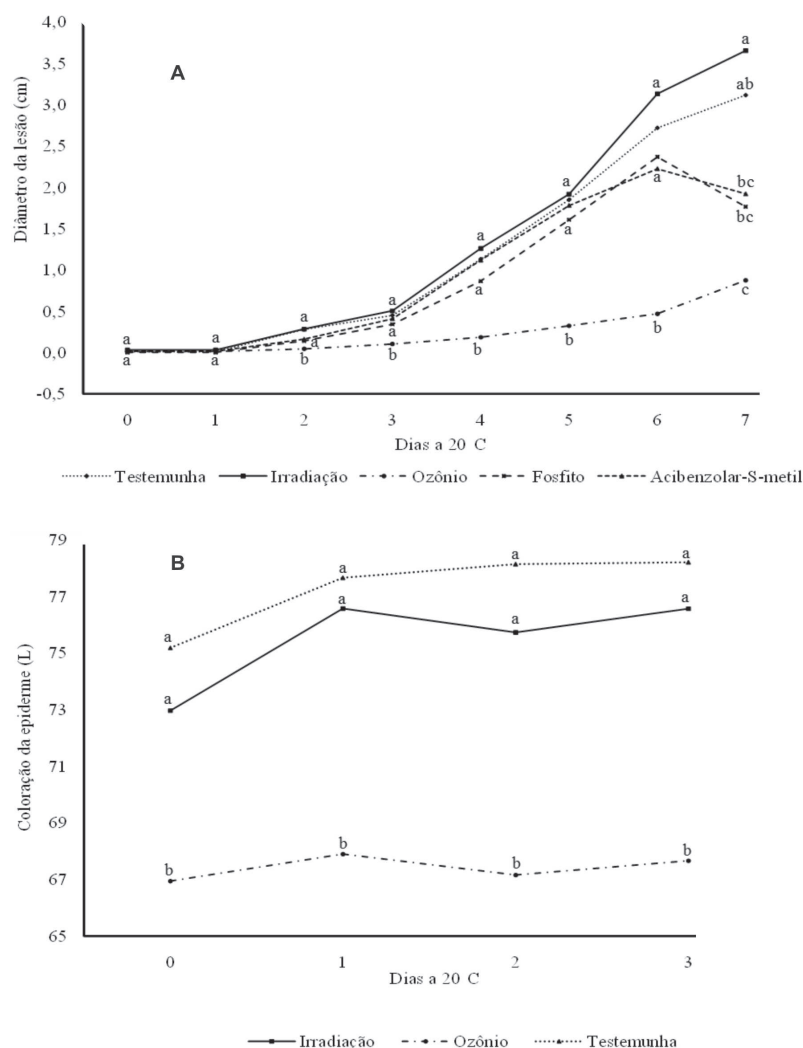 4,0
3,5
3,0
2,5
2,0
1,5
1,0
0,5
0,0
-0,5
Diâmetro da lesão (cm)
A
a
a
a
a
a
a
a
a
ab
a
a
a
a
a
a
a
bc
bc
b
b
b
b
b
c
0 1 2 3 4 5 6 7
Dias a 20 C
Testemunha Irradiação Ozônio Fosfito Acibenzolar-S-metil
79
77
75
73
71
69
67
65
Coloração da epiderme (L)
B
a
a
a
a
a
a
a
a
b
b
b
b
0 1 2 3
Dias a 20 C
Irradiação Ozônio Testemunha